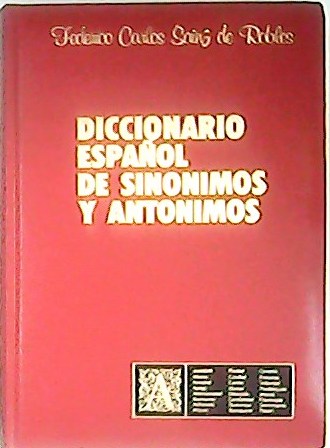 Federico Carlos Sainz de Robles
DICCIONARIO
ESPAÑOL
DE SINONIMOS
Y ANTONIMOS
A